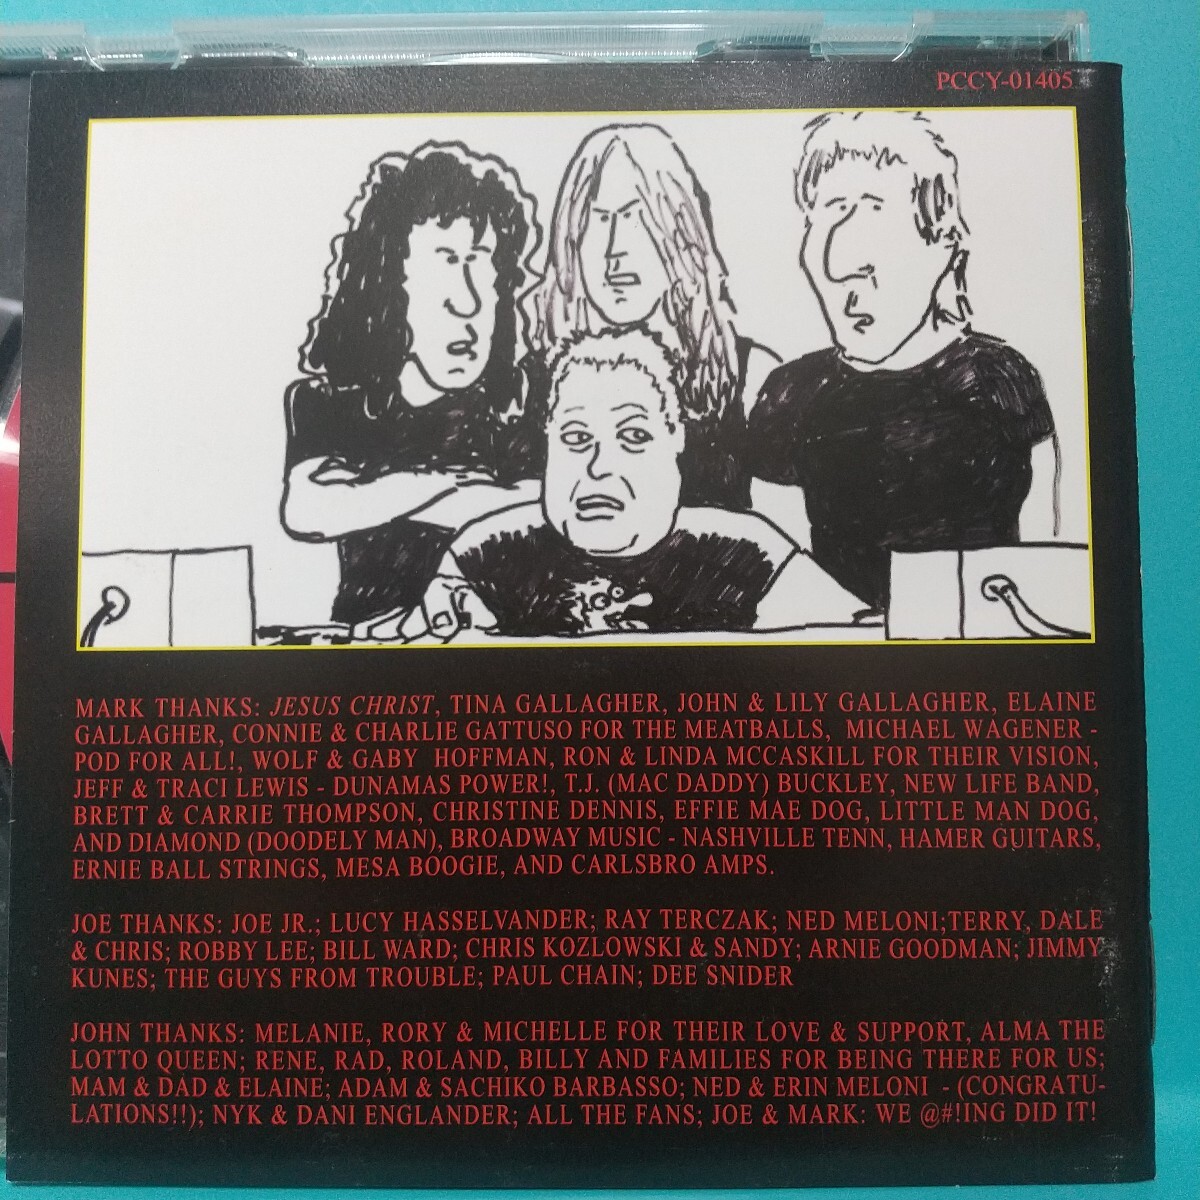 PCCY-01405
MARK THANKS: JESUS CHRIST, TINA GALLAGHER, JOHN & LILY GALLAGHER, ELAINE
GALLAGHER, CONNIE & CHARLIE GATTUSO FOR THE MEATBALLS, MICHAEL WAGENER -
POD FOR ALL!, WOLF & GABY HOFFMAN, RON & LINDA MCCASKILL FOR THEIR VISION,
JEFF & TRACI LEWIS - DUNAMAS POWER!, T.J. (MAC DADDY) BUCKLEY, NEW LIFE BAND,
BRETT & CARRIE THOMPSON, CHRISTINE DENNIS, EFFIE MAE DOG, LITTLE MAN DOG,
AND DIAMOND (DOODELY MAN), BROADWAY MUSIC - NASHVILLE TENN, HAMER GUITARS,
ERNIE BALL STRINGS, MESA BOOGIE, AND CARLSBRO AMPS.
JOE THANKS: JOE JR.; LUCY HASSELVANDER; RAY TERCZAK; NED MELONI;TERRY, DALE
& CHRIS; ROBBY LEE; BILL WARD; CHRIS KOZLOWSKI & SANDY; ARNIE GOODMAN; JIMMY
KUNES; THE GUYS FROM TROUBLE; PAUL CHAIN; DEE SNIDER
JOHN THANKS: MELANIE, RORY & MICHELLE FOR THEIR LOVE & SUPPORT, ALMA THE
LOTTO QUEEN; RENE, RAD, ROLAND, BILLY AND FAMILIES FOR BEING THERE FOR US;
MAM & DAD & ELAINE; ADAM & SACHIKO BARBASSO; NED & ERIN MELONI - (CONGRATU-
LATIONS!!); NYK & DANI ENGLANDER; ALL THE FANS; JOE & MARK: WE @#!ING DID IT!